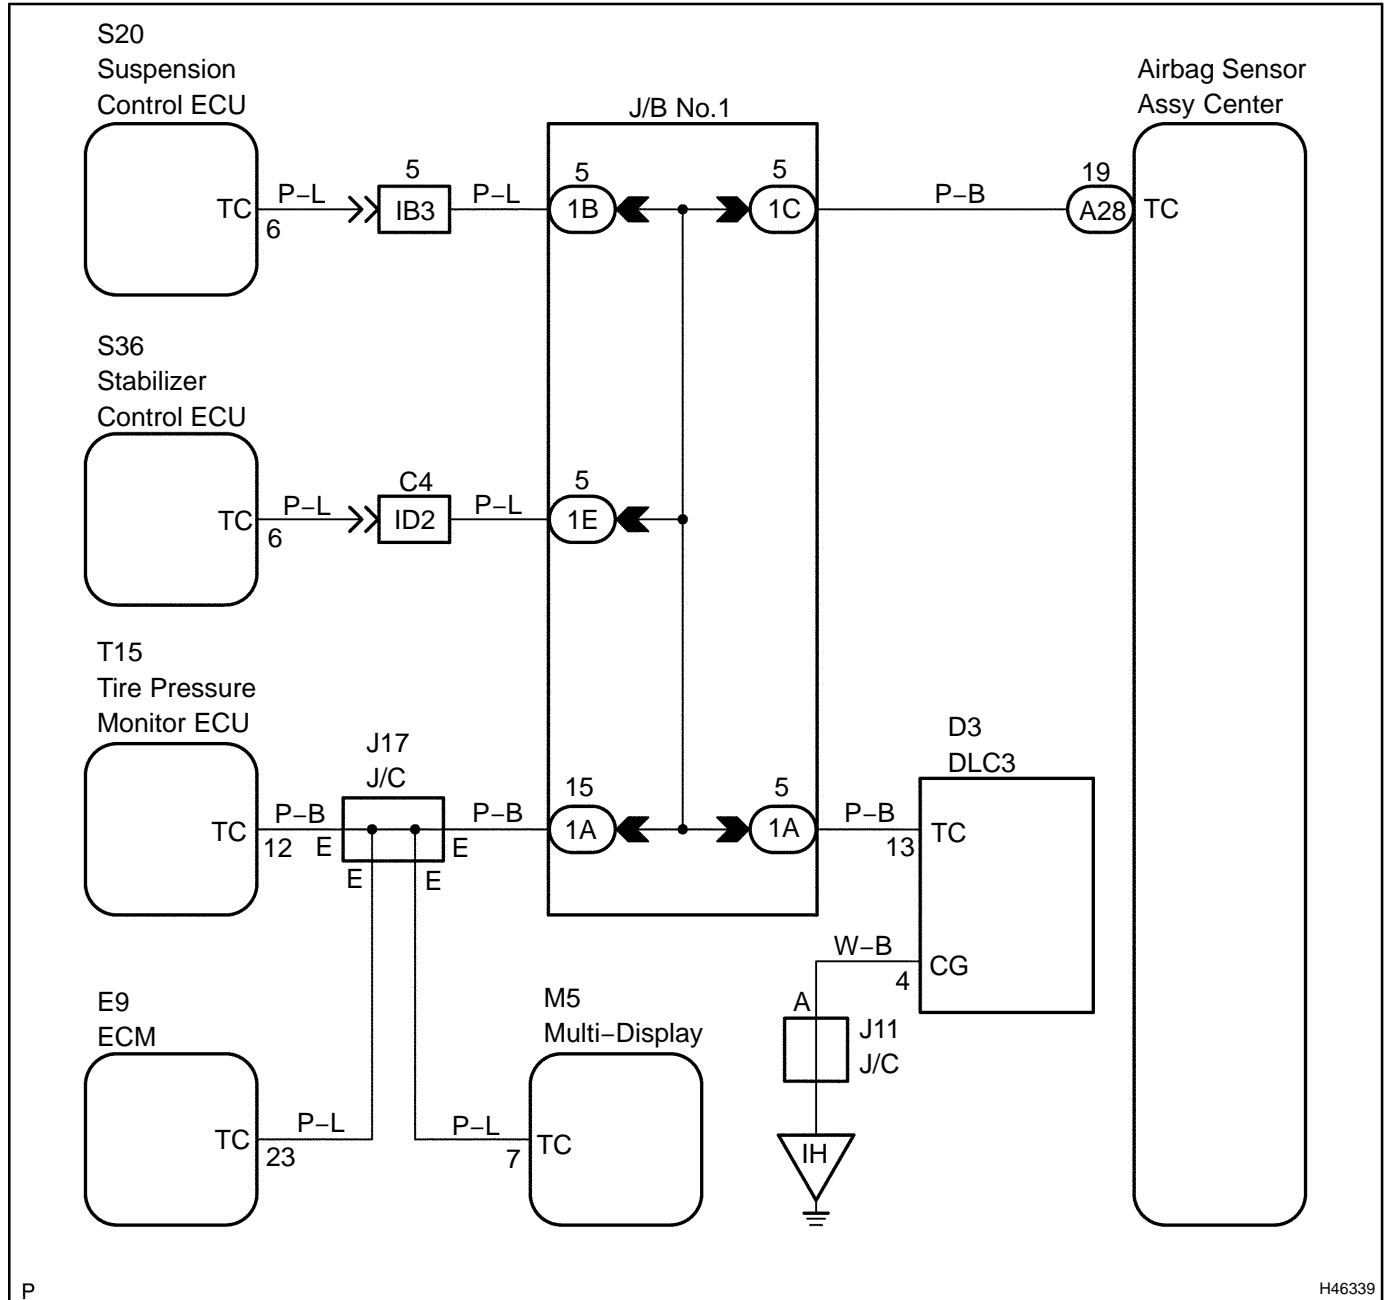 S20
Suspension
Control ECU
TC
6
P–L
5
IB3
P–L
J/B No.1
5
1B
5
1C
P–B
19
A28
Airbag Sensor
Assy Center
TC
S36
Stabilizer
Control ECU
TC
6
P–L
C4
ID2
P–L
5
1E
T15
Tire Pressure
Monitor ECU
TC
12
P–B
J17
J/C
E
E
E
E
P–B
15
1A
5
1A
P–B
13
D3
DLC3
TC
CG
4
W–B
A
J11
J/C
IH
E9
ECM
TC
23
P–L
M5
Multi–Display
P–L
7
TC
P
H46339